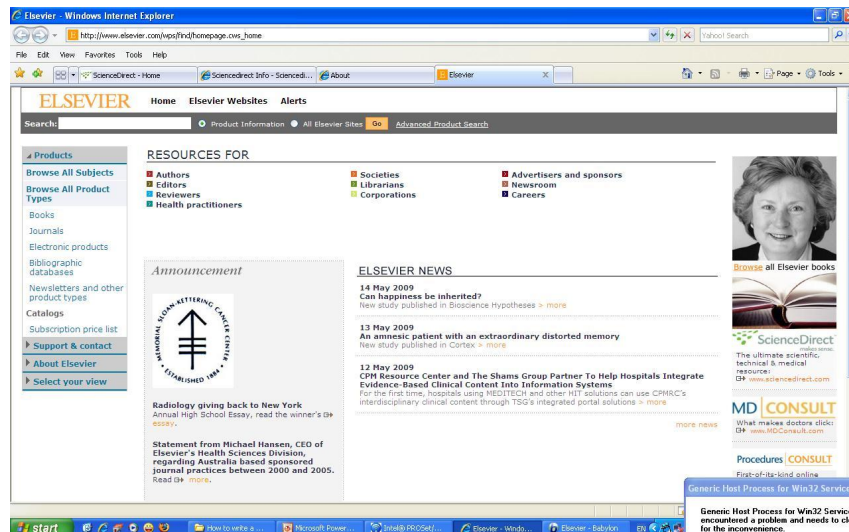 Elsevier - Windows Internet Explorer
http://www.elsevier.com/wps/find/homepage.cws_home
Yahoo! Search
File Edit View Favorites Tools Help
ScienceDirect - Home
Sciencedirect Info - Sciencedi...
About
Elsevier
Page
Tools
ELSEVIER
Home Elsevier Websites Alerts
Search:
Product Information All Elsevier Sites Go Advanced Product Search
Products
Browse All Subjects
Browse All Product
Types
Books
Journals
Electronic products
Bibliographic
databases
Newsletters and other
product types
Catalogs
Subscription price list
Support & contact
About Elsevier
Select your view
RESOURCES FOR
Authors
Editors
Reviewers
Health practitioners
Societies
Librarians
Corporations
Advertisers and sponsors
Newsroom
Careers
Announcement
MEMORIAL SLOAN-KETTERING CANCER CENTER
ESTABLISHED 1884
Radiology giving back to New York
Annual High School Essay, read the winner's
essay.
Statement from Michael Hansen, CEO of
Elsevier's Health Sciences Division,
regarding Australia based sponsored
journal practices between 2000 and 2005.
Read more.
ELSEVIER NEWS
14 May 2009
Can happiness be inherited?
New study published in Bioscience Hypotheses > more
13 May 2009
An amnesic patient with an extraordinary distorted memory
New study published in Cortex > more
12 May 2009
CPM Resource Center and The Shams Group Partner To Help Hospitals Integrate
Evidence-Based Clinical Content Into Information Systems
For the first time, hospitals using MEDITECH and other HIT solutions can use CPMRC's
interdisciplinary clinical content through TSG's integrated portal solutions > more
more news
Browse all Elsevier books
ScienceDirect
makes sense.
The ultimate scientific,
technical & medical
resource:
www.sciencedirect.com
MD CONSULT
What makes doctors click:
www.MDConsult.com
Procedures CONSULT
First-of-its-kind online
Generic Host Process for Win32 Service
Generic Host Process for Win32 Servic
encountered a problem and needs to clo
for the inconvenience.
start
How to write a ...
Microsoft Power...
Intel® PROSet/...
Elsevier - Windo...
Elsevier - Babylon
EN